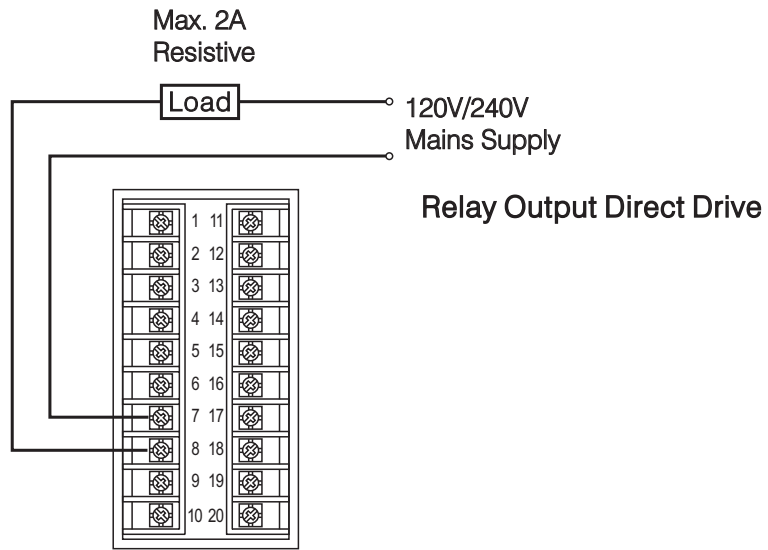 Max. 2A
Resistive
Load
120V/240V
Mains Supply
Relay Output Direct Drive
1 11
2 12
3 13
4 14
5 15
6 16
7 17
8 18
9 19
10 20